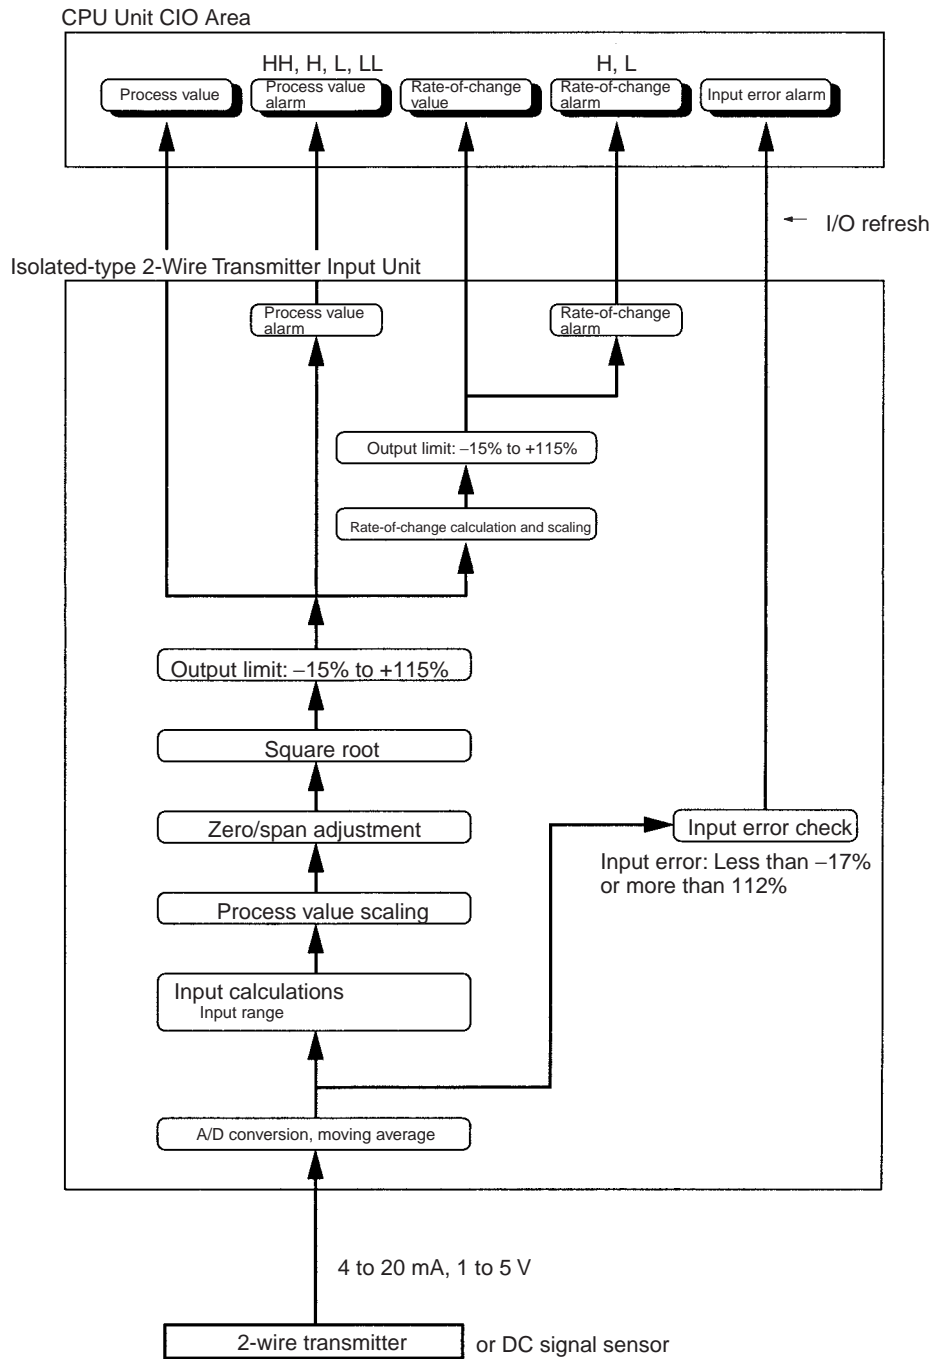 CPU Unit CIO Area
HH, H, L, LL
H, L
Process value
Process value
alarm
Rate-of-change
value
Rate-of-change
alarm
Input error alarm
I/O refresh
Isolated-type 2-Wire Transmitter Input Unit
Process value
alarm
Rate-of-change
alarm
Output limit: –15% to +115%
Rate-of-change calculation and scaling
Output limit: –15% to +115%
Square root
Zero/span adjustment
Input error check
Input error: Less than –17%
or more than 112%
Process value scaling
Input calculations
Input range
A/D conversion, moving average
4 to 20 mA, 1 to 5 V
2-wire transmitter
or DC signal sensor